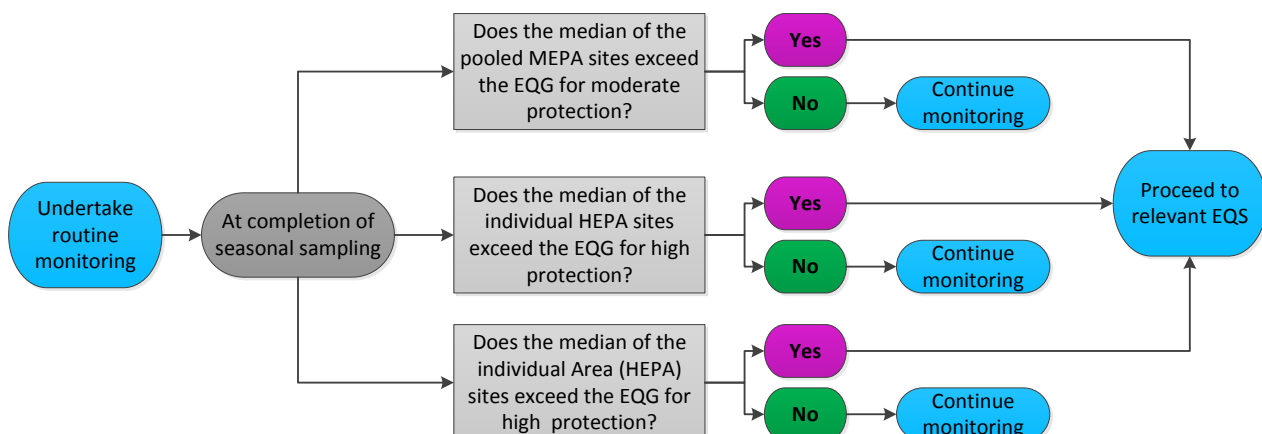 Undertake
routine
monitoring
At completion of
seasonal sampling
Does the median of the
pooled MEPA sites exceed
the EQG for moderate
protection?
Yes
No
Continue
monitoring
Does the median of the
individual HEPA sites
exceed the EQG for high
protection?
Yes
No
Continue
monitoring
Does the median of the
individual Area (HEPA)
sites exceed the EQG for
high  protection?
Yes
No
Continue
monitoring
Proceed to
relevant EQS